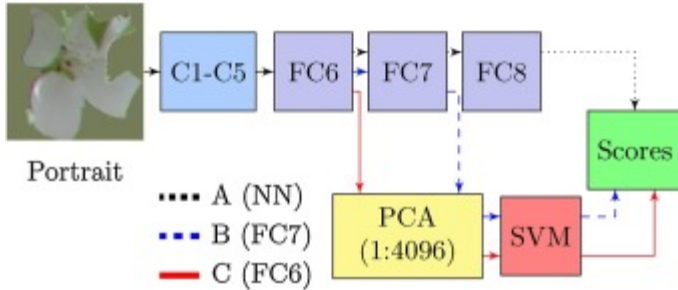 C1-C5
FC6
FC7
FC8
Portrait
Scores
A (NN)
B (FC7)
C (FC6)
PCA
(1:4096)
SVM